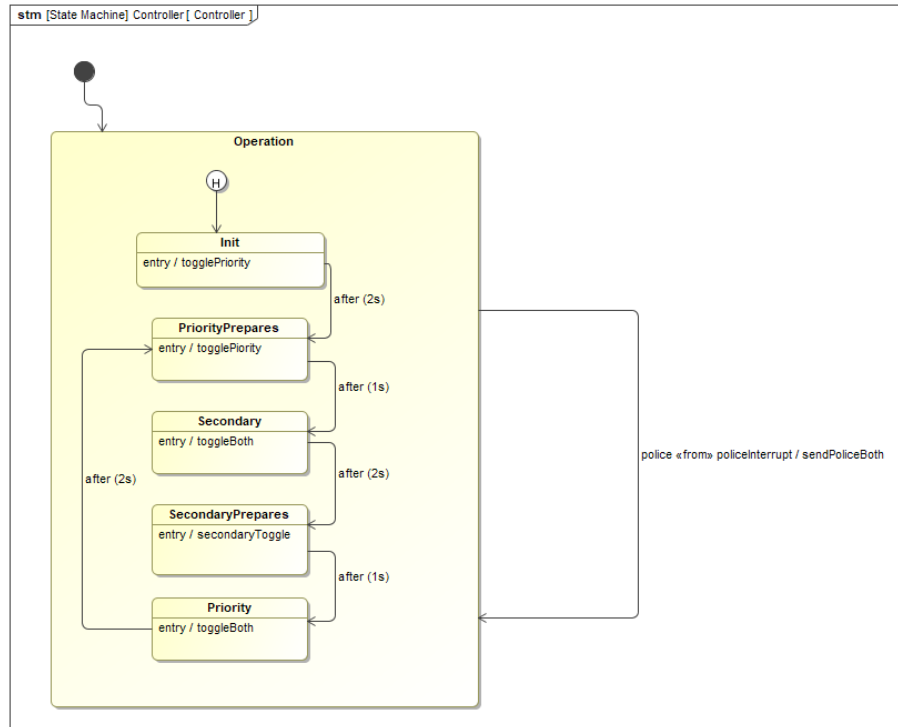 stm [State Machine] Controller [ Controller ]
Operation
H
Init
entry / togglePriority
after (2s)
PriorityPrepares
entry / togglePiority
after (1s)
Secondary
entry / toggleBoth
police «from» policeInterrupt / sendPoliceBoth
after (2s)
after (2s)
SecondaryPrepares
entry / secondaryToggle
after (1s)
Priority
entry / toggleBoth